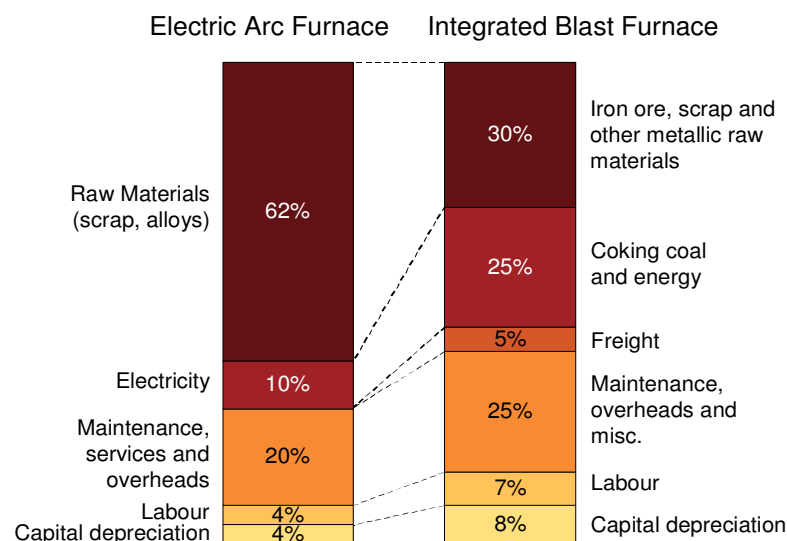 Electric Arc Furnace
Integrated Blast Furnace
Raw Materials
(scrap, alloys)
62%
30%
Iron ore, scrap and
other metallic raw
materials
25%
Coking coal
and energy
Electricity
10%
5%
Freight
Maintenance,
services and
overheads
20%
25%
Maintenance,
overheads and
misc.
Labour
4%
7%
Labour
Capital depreciation
4%
8%
Capital depreciation